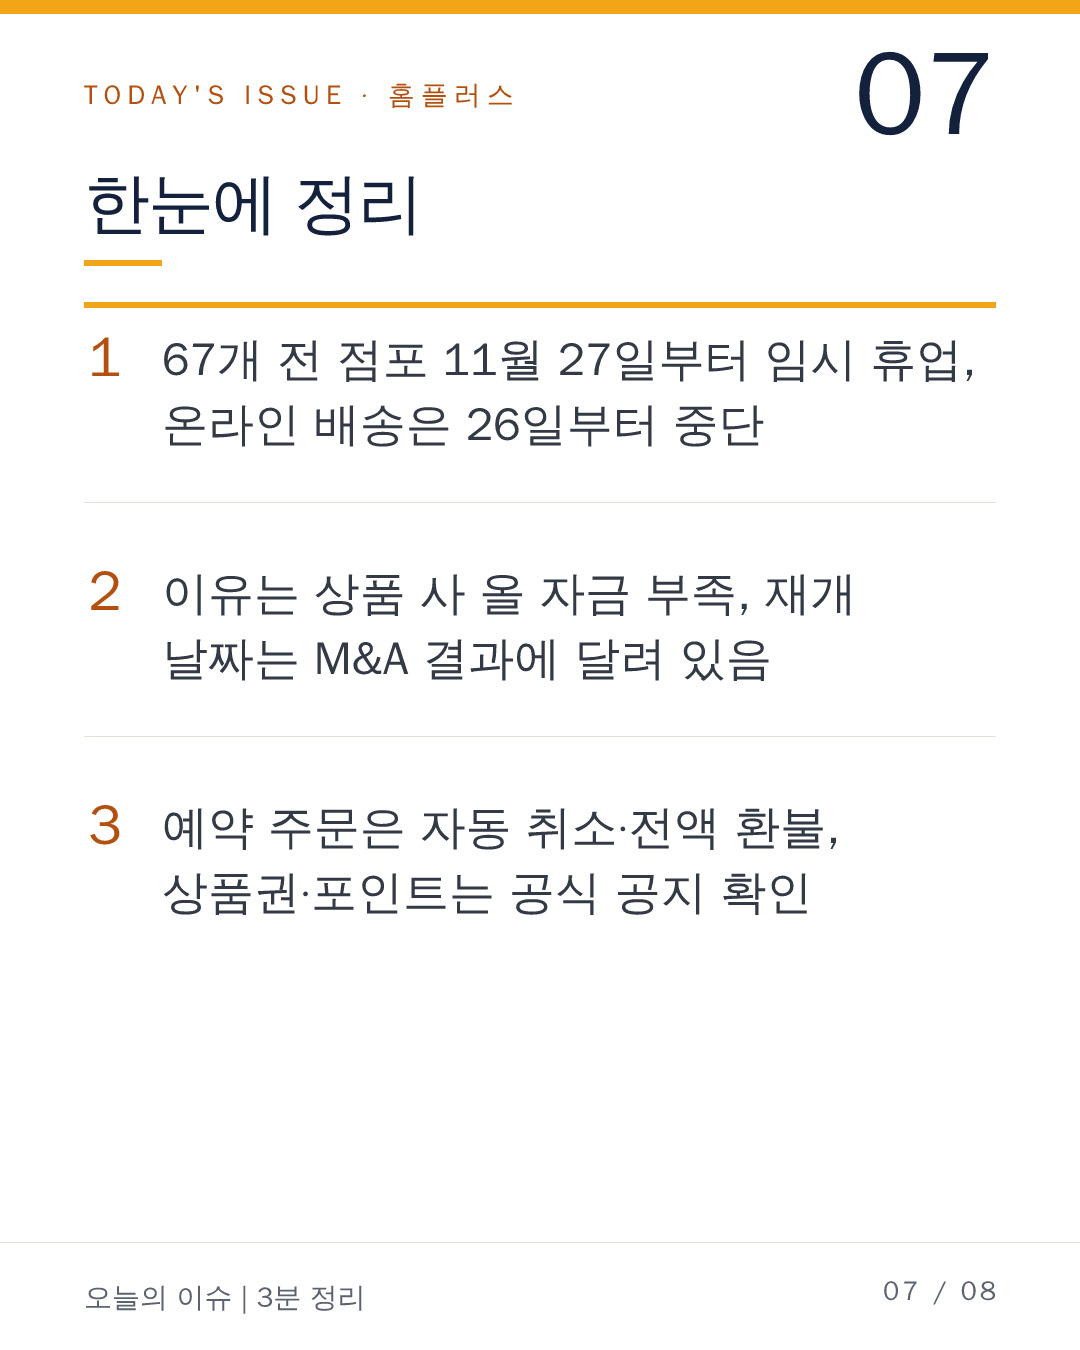 TODAY'S ISSUE · 홈플러스
07
한눈에 정리
1 67개 전 점포 11월 27일부터 임시 휴업,
온라인 배송은 26일부터 중단
2 이유는 상품 사 올 자금 부족, 재개
날짜는 M&A 결과에 달려 있음
3 예약 주문은 자동 취소·전액 환불,
상품권·포인트는 공식 공지 확인
오늘의 이슈 | 3분 정리
07 / 08